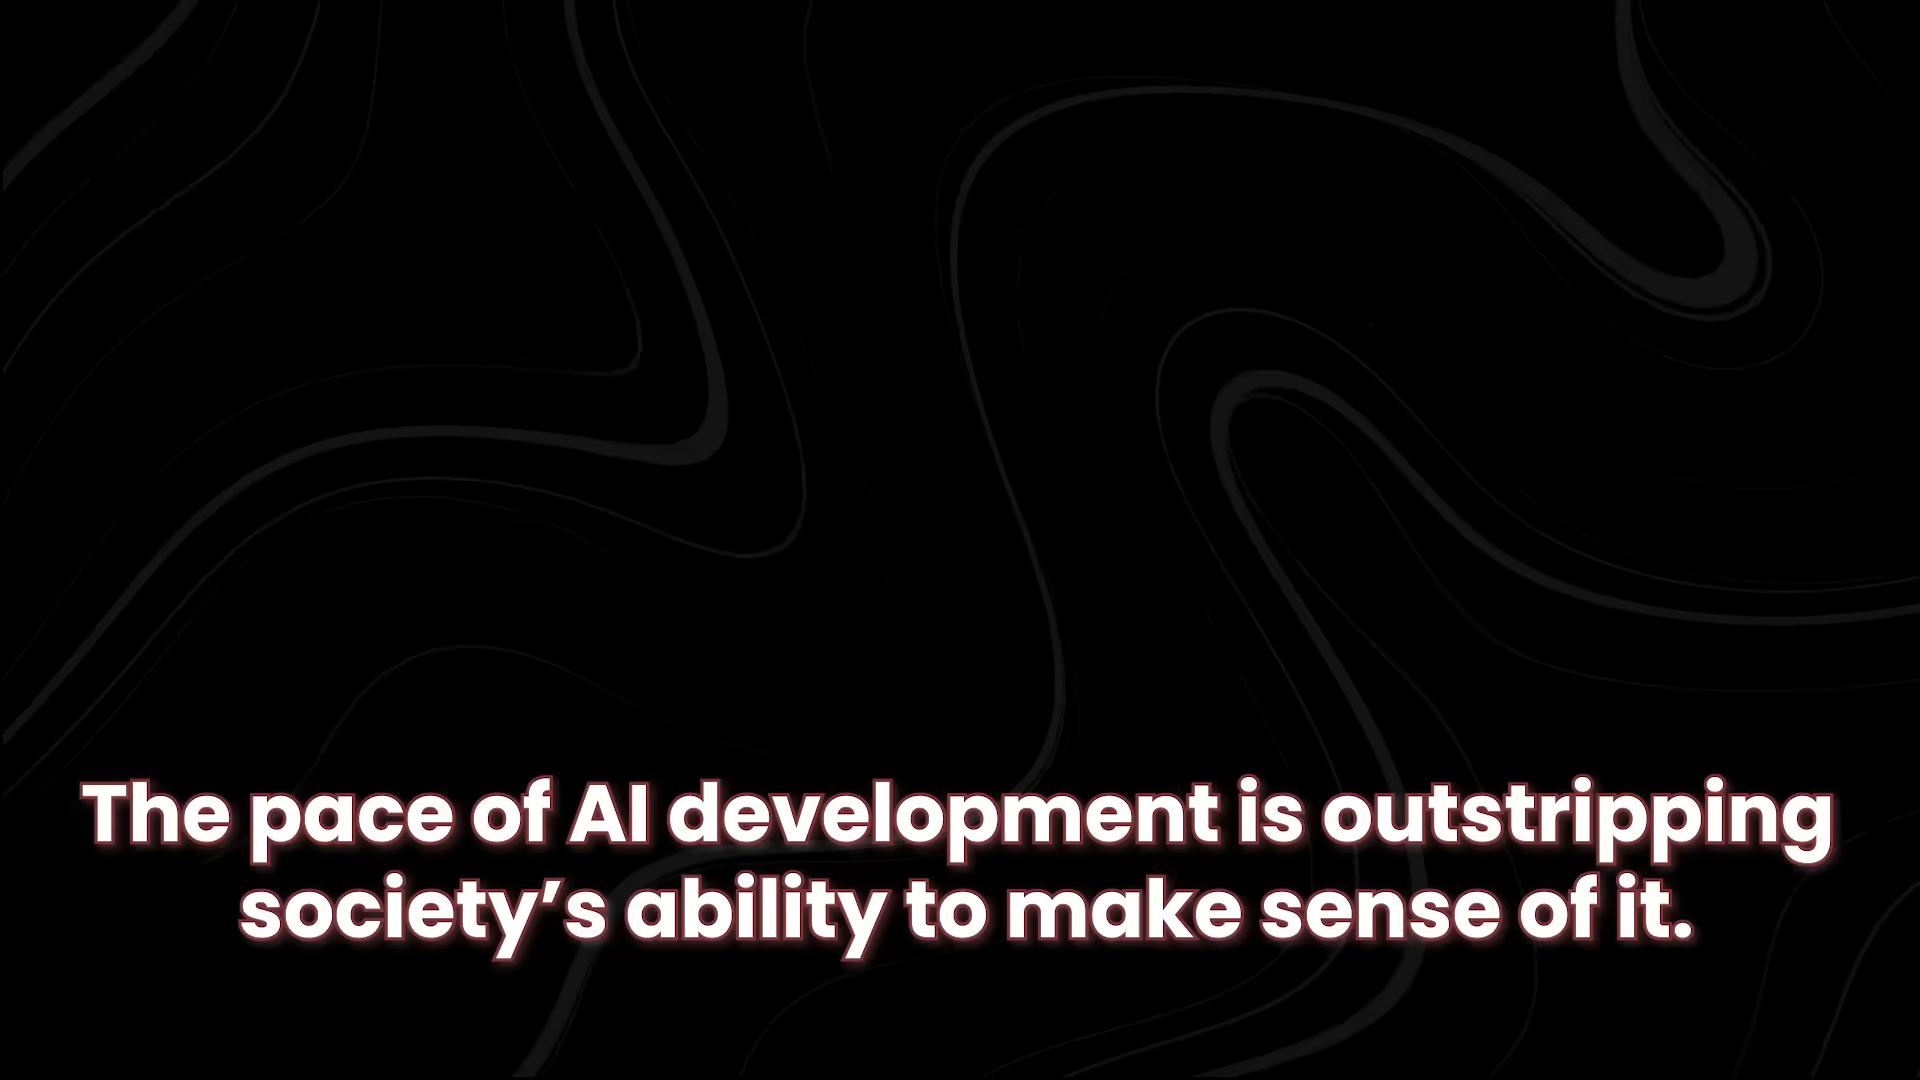 The pace of AI development is outstripping
society’s ability to make sense of it.